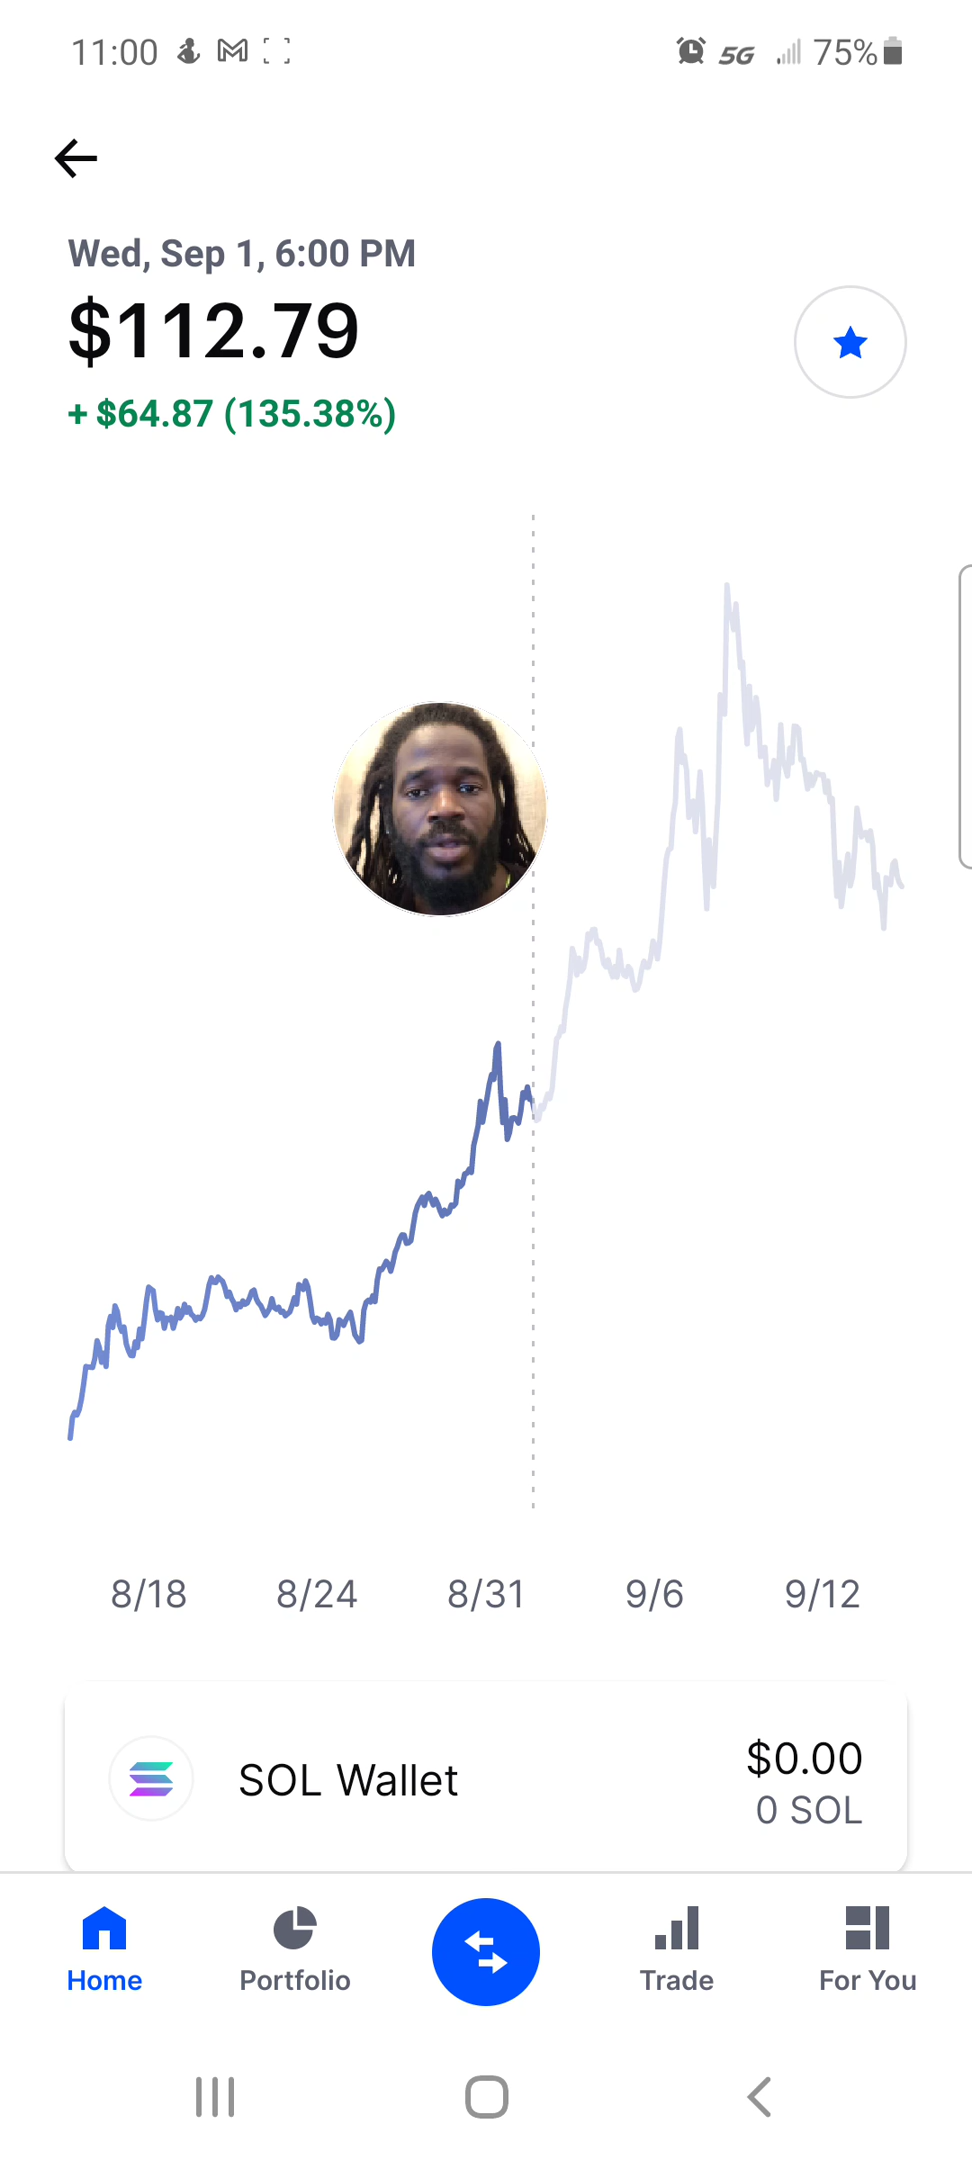 11:00
5G 75%
Wed, Sep 1, 6:00 PM
$112.79
+ $64.87 (135.38%)
8/18 8/24 8/31 9/6 9/12
SOL Wallet
$0.00
0 SOL
Home Portfolio Trade For You